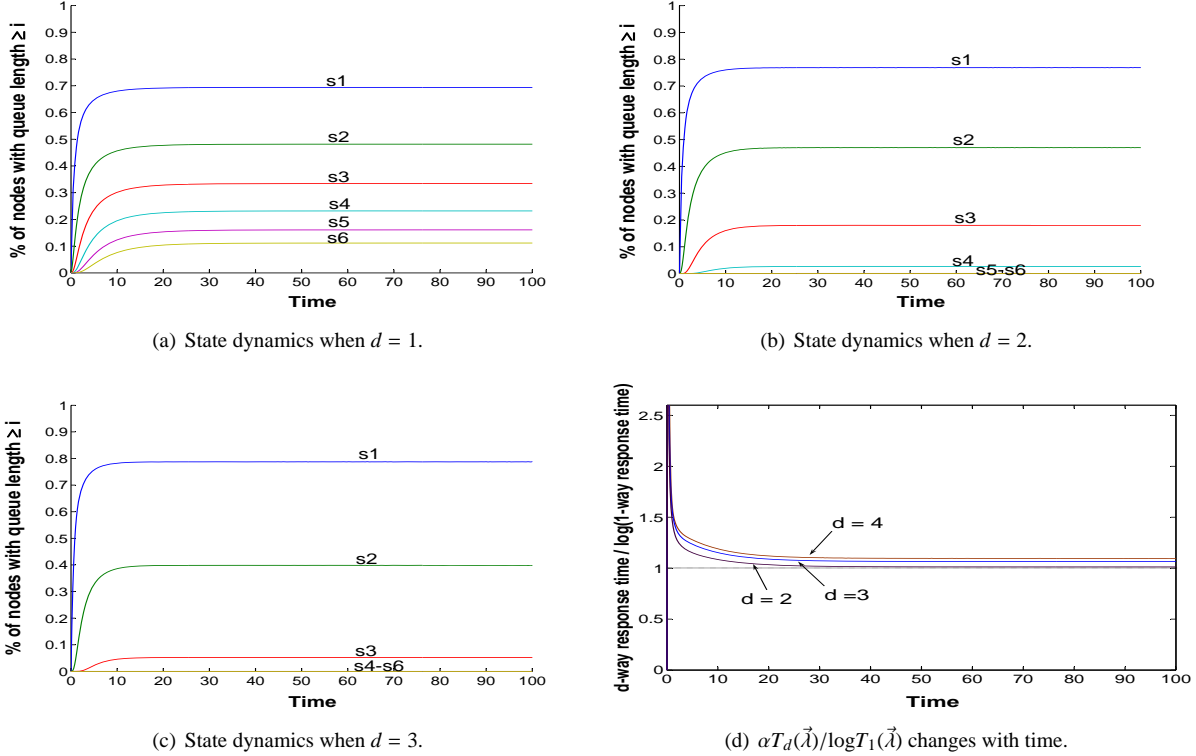 % of nodes with queue length ≥ i
1
0.9
0.8
0.7
0.6
0.5
0.4
0.3
0.2
0.1
0
s1
s2
s3
s4
s5
s6
0 10 20 30 40 50 60 70 80 90 100
Time
(a) State dynamics when d = 1.
% of nodes with queue length ≥ i
1
0.9
0.8
0.7
0.6
0.5
0.4
0.3
0.2
0.1
0
s1
s2
s3
s4
s5-s6
0 10 20 30 40 50 60 70 80 90 100
Time
(b) State dynamics when d = 2.
% of nodes with queue length ≥ i
1
0.9
0.8
0.7
0.6
0.5
0.4
0.3
0.2
0.1
0
s1
s2
s3
s4-s6
0 10 20 30 40 50 60 70 80 90 100
Time
(c) State dynamics when d = 3.
d-way response time / log(1-way response time)
2.5
2
1.5
1
0.5
0
d = 4
d = 2
d =3
0 10 20 30 40 50 60 70 80 90 100
Time
(d) αT_d(λ⃗)/logT_1(λ⃗) changes with time.